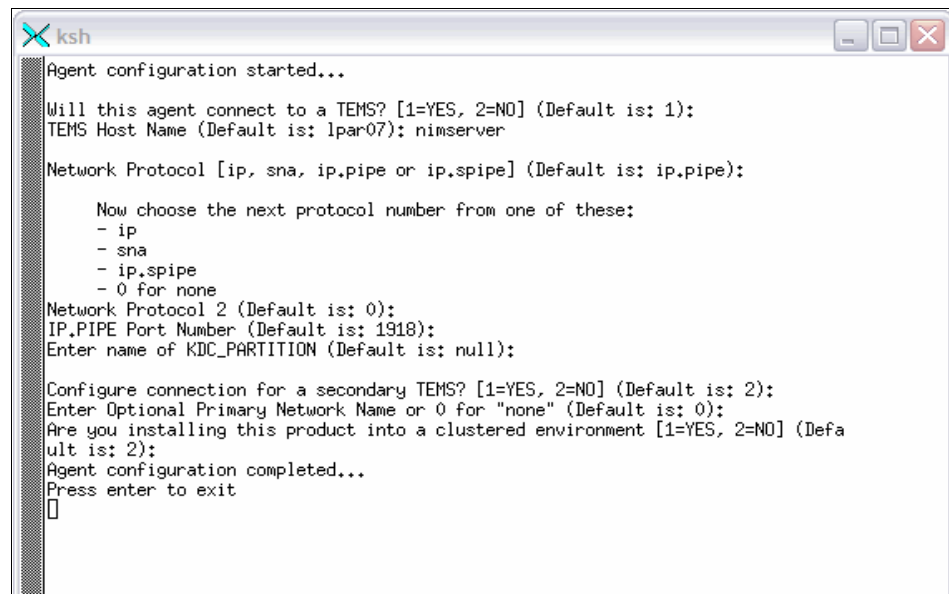 ksh
Agent configuration started...
Will this agent connect to a TEMS? [1=YES, 2=NO] (Default is: 1):
TEMS Host Name (Default is: lpar07): nimserver
Network Protocol [ip, sna, ip.pipe or ip.spipe] (Default is: ip.pipe):
Now choose the next protocol number from one of these:
- ip
- sna
- ip.spipe
- 0 for none
Network Protocol 2 (Default is: 0):
IP.PIPE Port Number (Default is: 1918):
Enter name of KDC_PARTITION (Default is: null):
Configure connection for a secondary TEMS? [1=YES, 2=NO] (Default is: 2):
Enter Optional Primary Network Name or 0 for "none" (Default is: 0):
Are you installing this product into a clustered environment [1=YES, 2=NO] (Defa
ult is: 2):
Agent configuration completed...
Press enter to exit